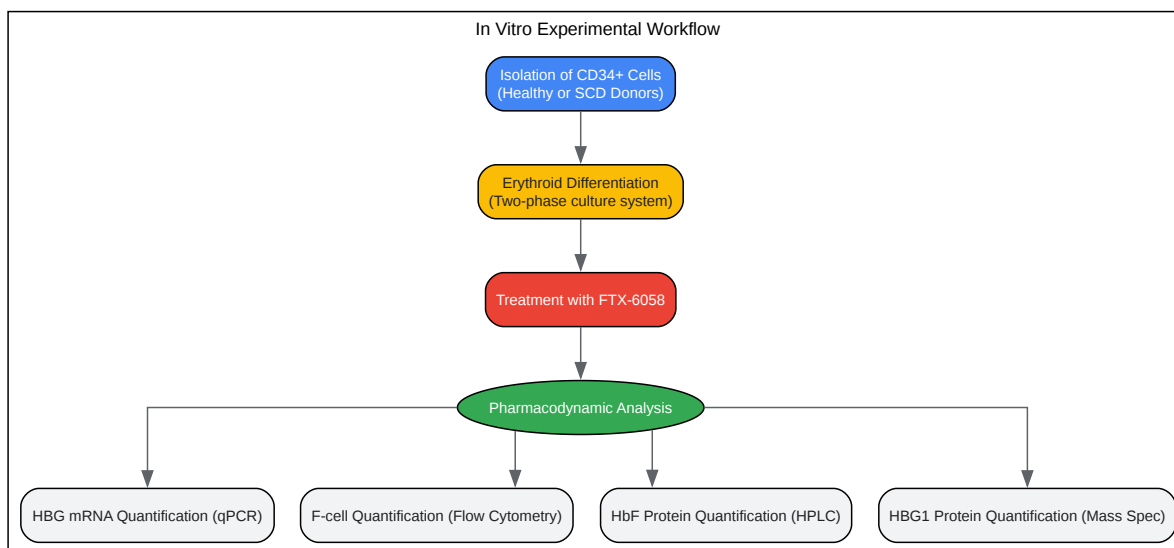 In Vitro Experimental Workflow
Isolation of CD34+ Cells
(Healthy or SCD Donors)
Erythroid Differentiation
(Two-phase culture system)
Treatment with FTX-6058
Pharmacodynamic Analysis
HBG mRNA Quantification (qPCR)
F-cell Quantification (Flow Cytometry)
HbF Protein Quantification (HPLC)
HBG1 Protein Quantification (Mass Spec)